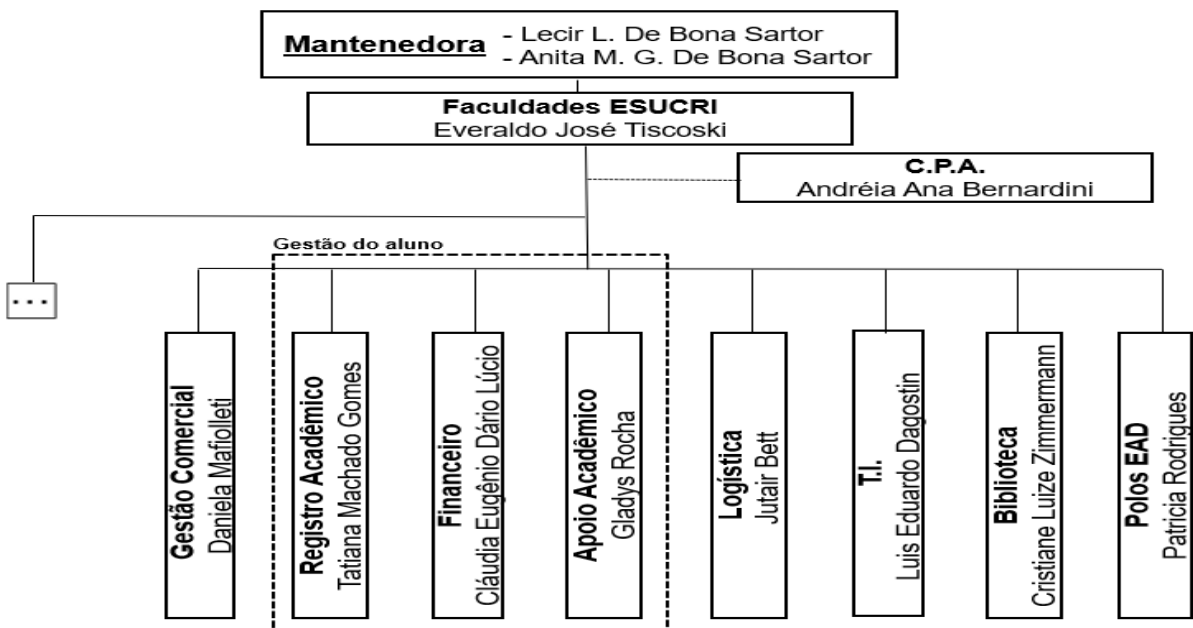 Mantenedora - Lecir L. De Bona Sartor
- Anita M. G. De Bona Sartor
Faculdades ESUCRI
Everaldo José Tiscoski
C.P.A.
Andréia Ana Bernardini
Gestão do aluno
...
Gestão Comercial
Daniela Mafiolleti
Registro Acadêmico
Tatiana Machado Gomes
Financeiro
Cláudia Eugênio Dário Lúcio
Apoio Acadêmico
Gladys Rocha
Logística
Jutair Bett
T.I.
Luis Eduardo Dagostin
Biblioteca
Cristiane Luize Zimmermann
Polos EAD
Patricia Rodrigues